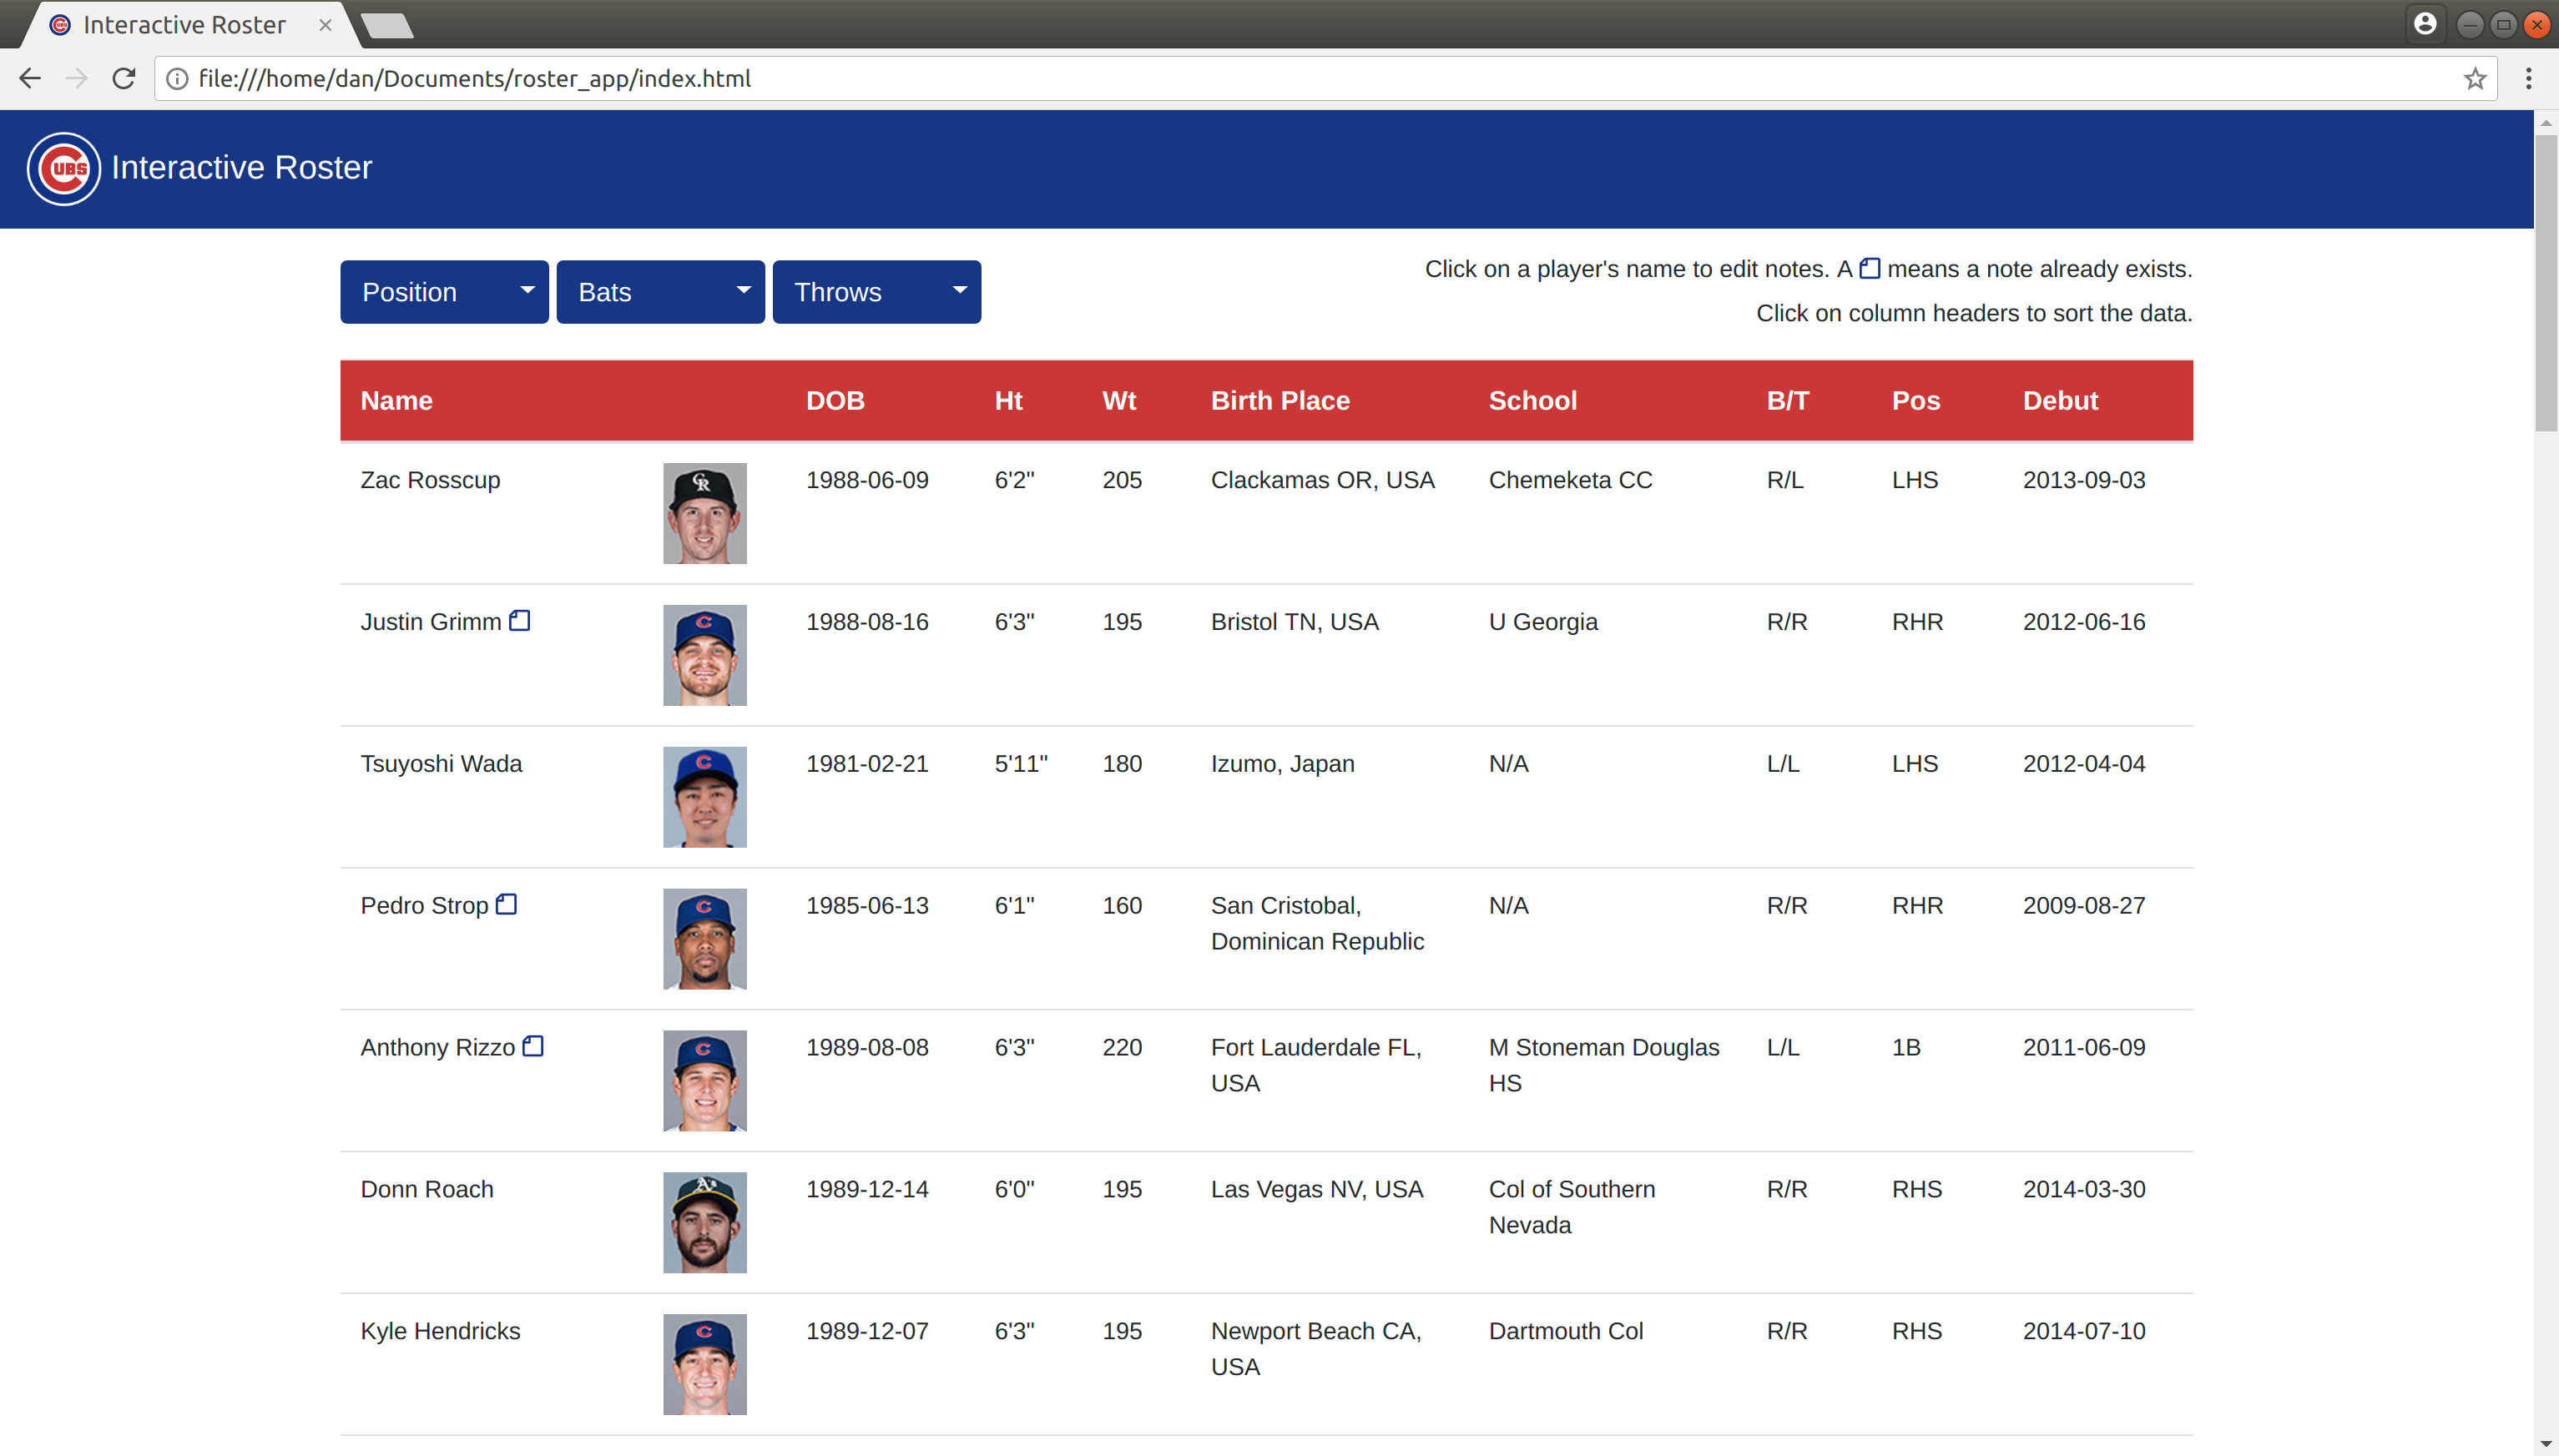 Interactive Roster
file:///home/dan/Documents/roster_app/index.html
CUBS Interactive Roster
Position Bats Throws
Click on a player's name to edit notes. A means a note already exists.
Click on column headers to sort the data.
Name DOB Ht Wt Birth Place School B/T Pos Debut
Zac Rosscup 1988-06-09 6'2" 205 Clackamas OR, USA Chemeketa CC R/L LHS 2013-09-03
Justin Grimm 1988-08-16 6'3" 195 Bristol TN, USA U Georgia R/R RHR 2012-06-16
Tsuyoshi Wada 1981-02-21 5'11" 180 Izumo, Japan N/A L/L LHS 2012-04-04
Pedro Strop 1985-06-13 6'1" 160 San Cristobal, N/A R/R RHR 2009-08-27
Dominican Republic
Anthony Rizzo 1989-08-08 6'3" 220 Fort Lauderdale FL, M Stoneman Douglas L/L 1B 2011-06-09
USA HS
Donn Roach 1989-12-14 6'0" 195 Las Vegas NV, USA Col of Southern R/R RHS 2014-03-30
Nevada
Kyle Hendricks 1989-12-07 6'3" 195 Newport Beach CA, Dartmouth Col R/R RHS 2014-07-10
USA